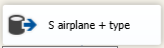 S airplane + type